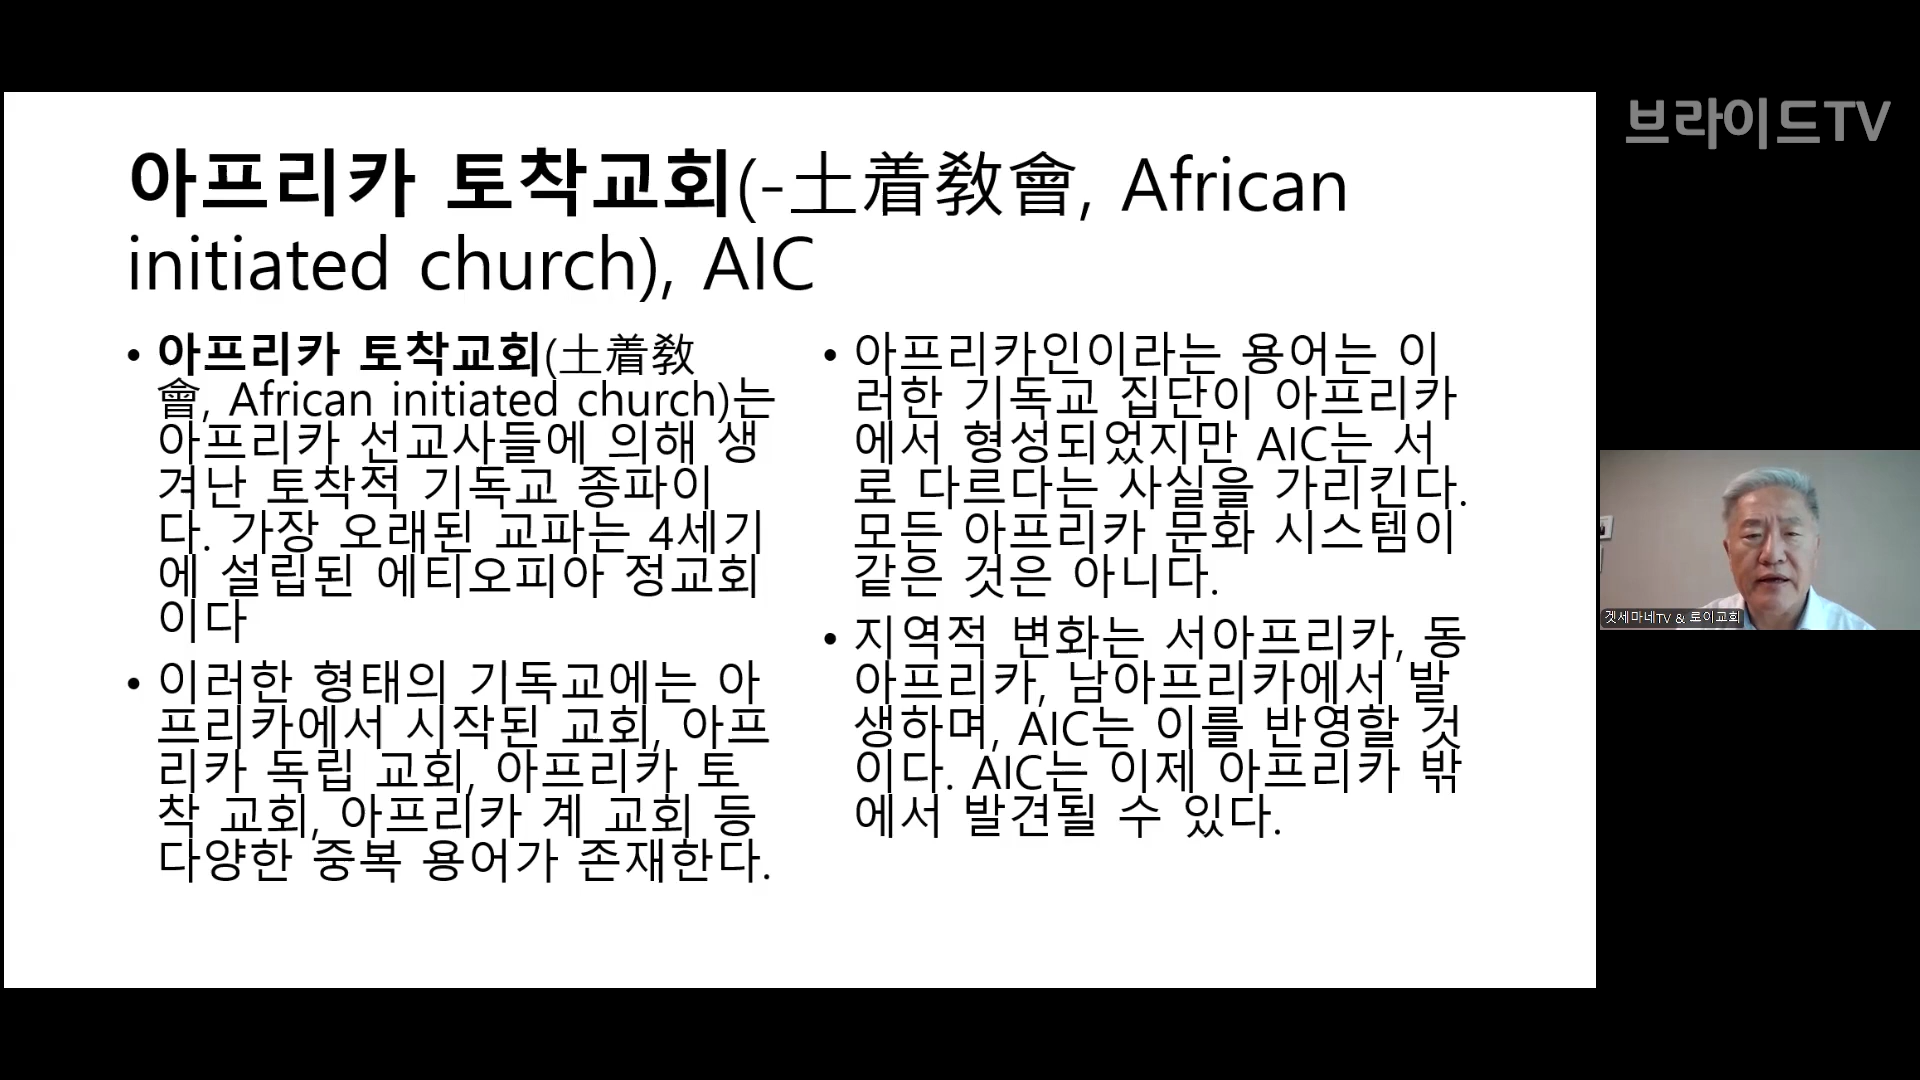 브라이드TV
아프리카 토착교회(-土着敎會, African
initiated church), AIC
• 아프리카 토착교회(土着敎
會, African initiated church)는
아프리카 선교사들에 의해 생
겨난 토착적 기독교 종파이
다. 가장 오래된 교파는 4세기
에 설립된 에티오피아 정교회
이다
• 이러한 형태의 기독교에는 아
프리카에서 시작된 교회, 아프
리카 독립 교회, 아프리카 토
착 교회, 아프리카 계 교회 등
다양한 중복 용어가 존재한다.
• 아프리카인이라는 용어는 이
러한 기독교 집단이 아프리카
에서 형성되었지만 AIC는 서
로 다르다는 사실을 가리킨다.
모든 아프리카 문화 시스템이
같은 것은 아니다.
• 지역적 변화는 서아프리카, 동
아프리카, 남아프리카에서 발
생하며, AIC는 이를 반영할 것
이다. AIC는 이제 아프리카 밖
에서 발견될 수 있다.
겟세마네TV & 로이교회